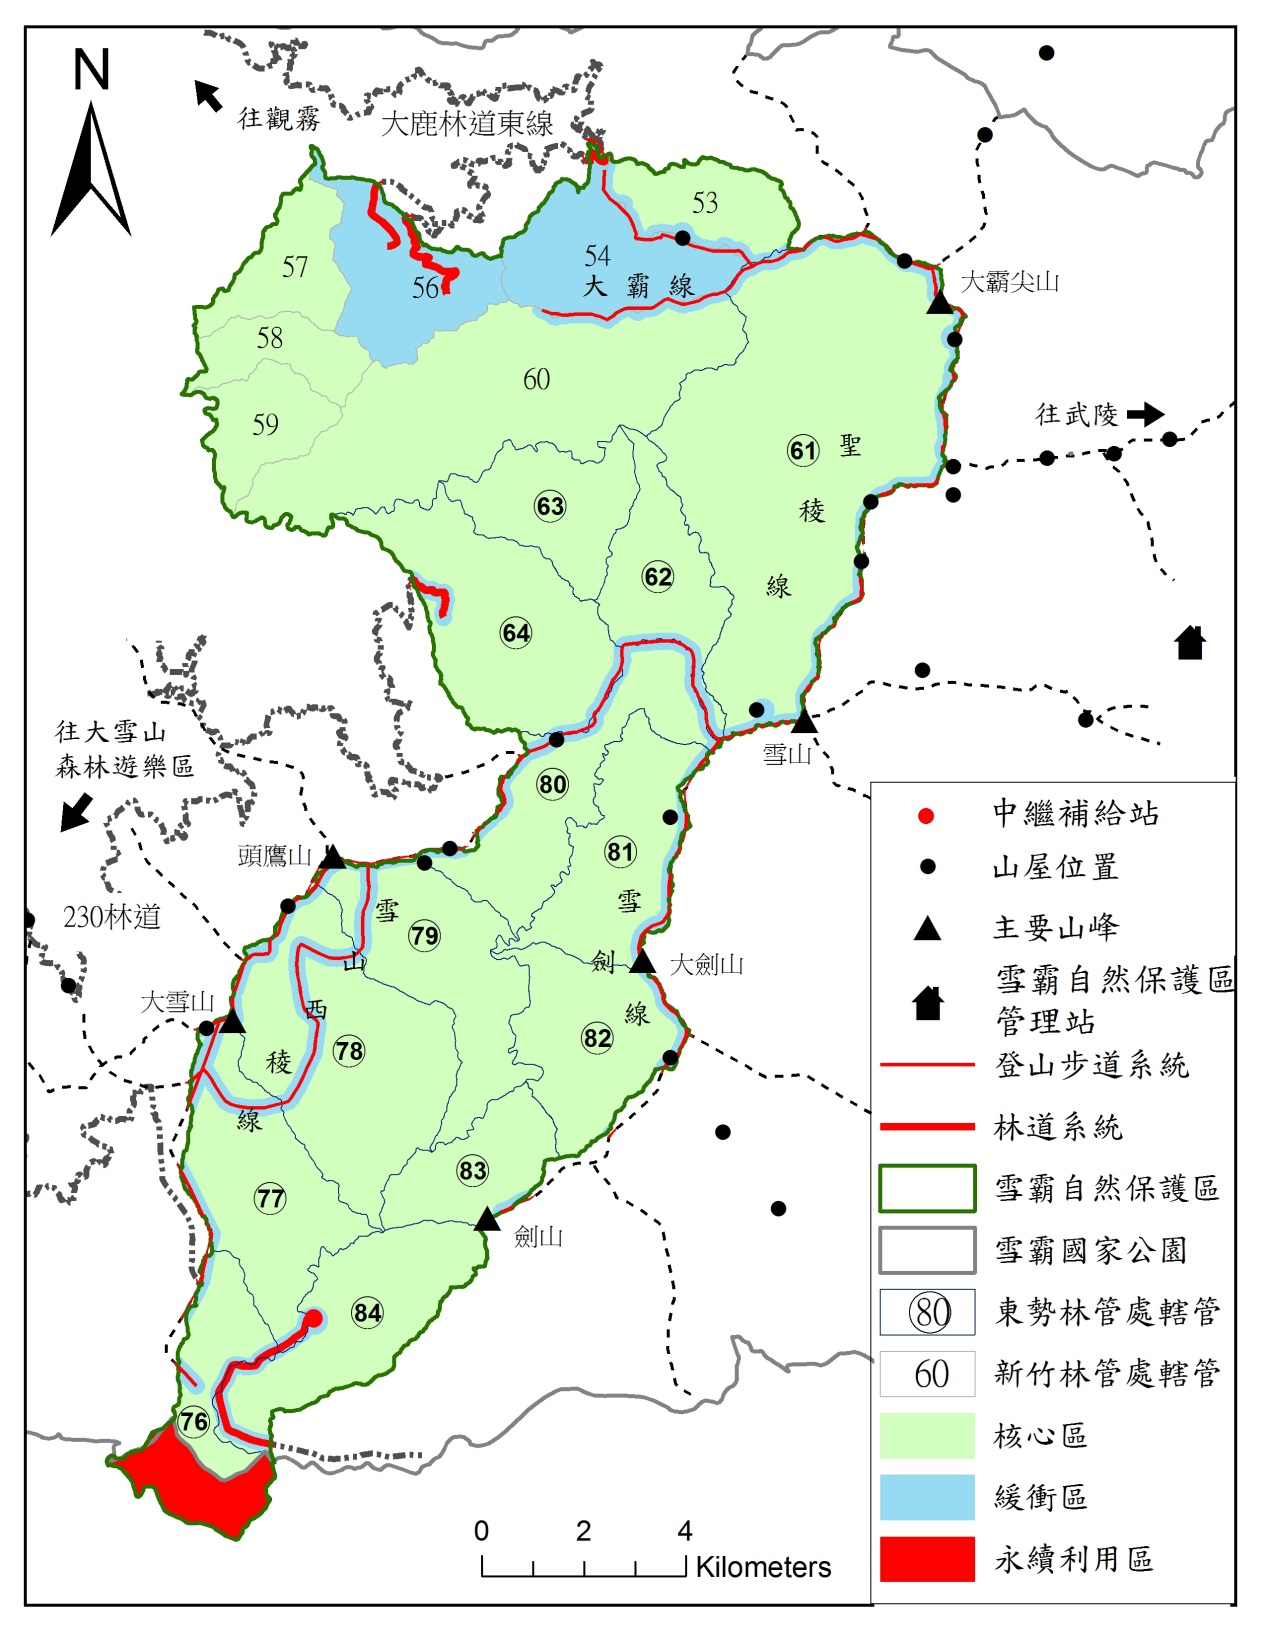 N
往觀霧
大鹿林道東線
53
57
54
大霸線
56
大霸尖山
58
60
59
往武陵
61
聖
稜
線
63
62
64
往大雪山
森林遊樂區
雪山
80
頭鷹山
81
230林道
雪
山
西
稜
線
79
雪
劍
線
大劍山
大雪山
78
82
83
77
劍山
84
76
0 2 4
Kilometers
中繼補給站
山屋位置
主要山峰
雪霸自然保護區
管理站
登山步道系統
林道系統
雪霸自然保護區
雪霸國家公園
80 東勢林管處轄管
60 新竹林管處轄管
核心區
緩衝區
永續利用區